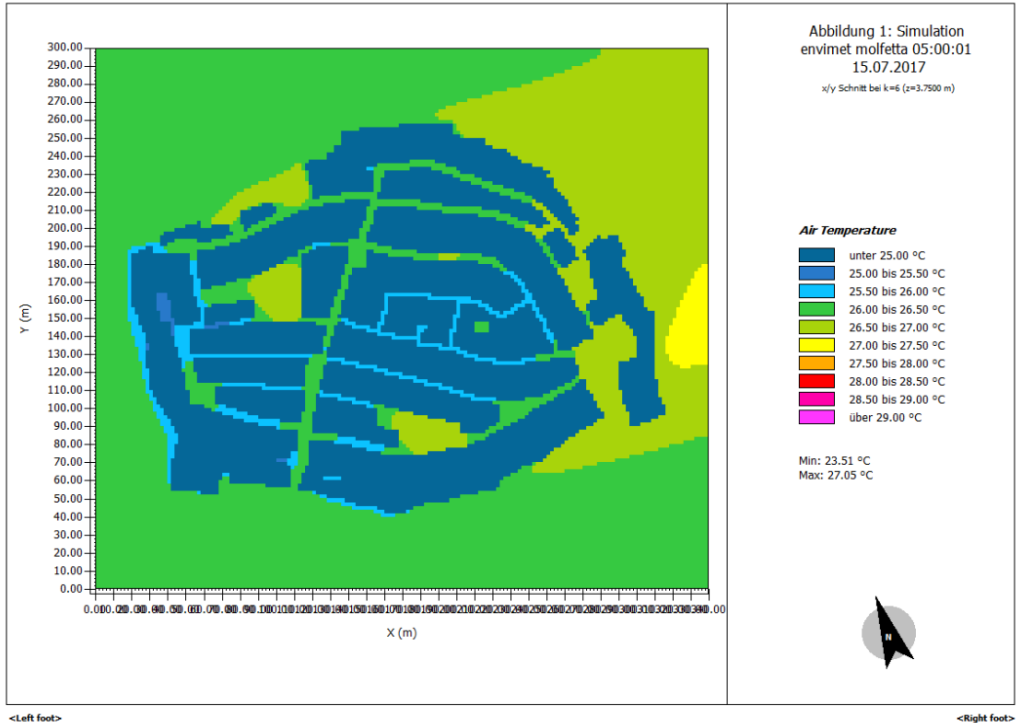 Abbildung 1: Simulation
envimet molfetta 05:00:01
15.07.2017
x/y Schnitt bei k=6 (z=3.7500 m)
300.00
290.00
280.00
270.00
260.00
250.00
240.00
230.00
220.00
210.00
200.00
190.00
180.00
170.00
160.00
150.00
140.00
130.00
120.00
110.00
100.00
90.00
80.00
70.00
60.00
50.00
40.00
30.00
20.00
10.00
0.00
Y (m)
X (m)
Air Temperature
unter 25.00 °C
25.00 bis 25.50 °C
25.50 bis 26.00 °C
26.00 bis 26.50 °C
26.50 bis 27.00 °C
27.00 bis 27.50 °C
27.50 bis 28.00 °C
28.00 bis 28.50 °C
28.50 bis 29.00 °C
über 29.00 °C
Min: 23.51 °C
Max: 27.05 °C
N
<Left foot>
<Right foot>